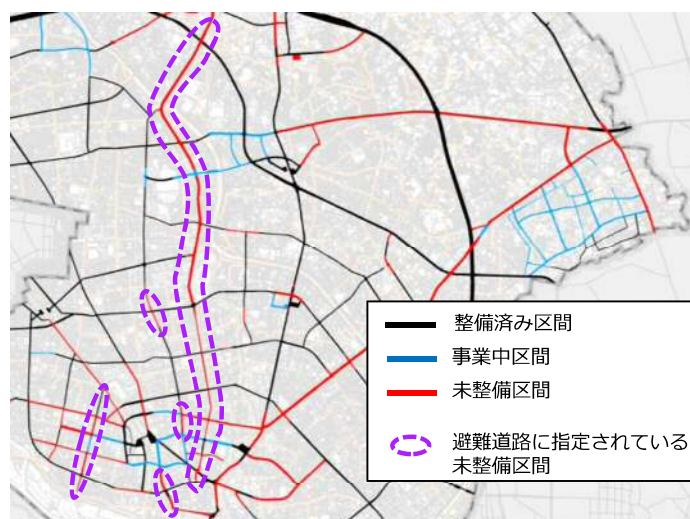 整備済み区間
事業中区間
未整備区間
避難道路に指定されている
未整備区間